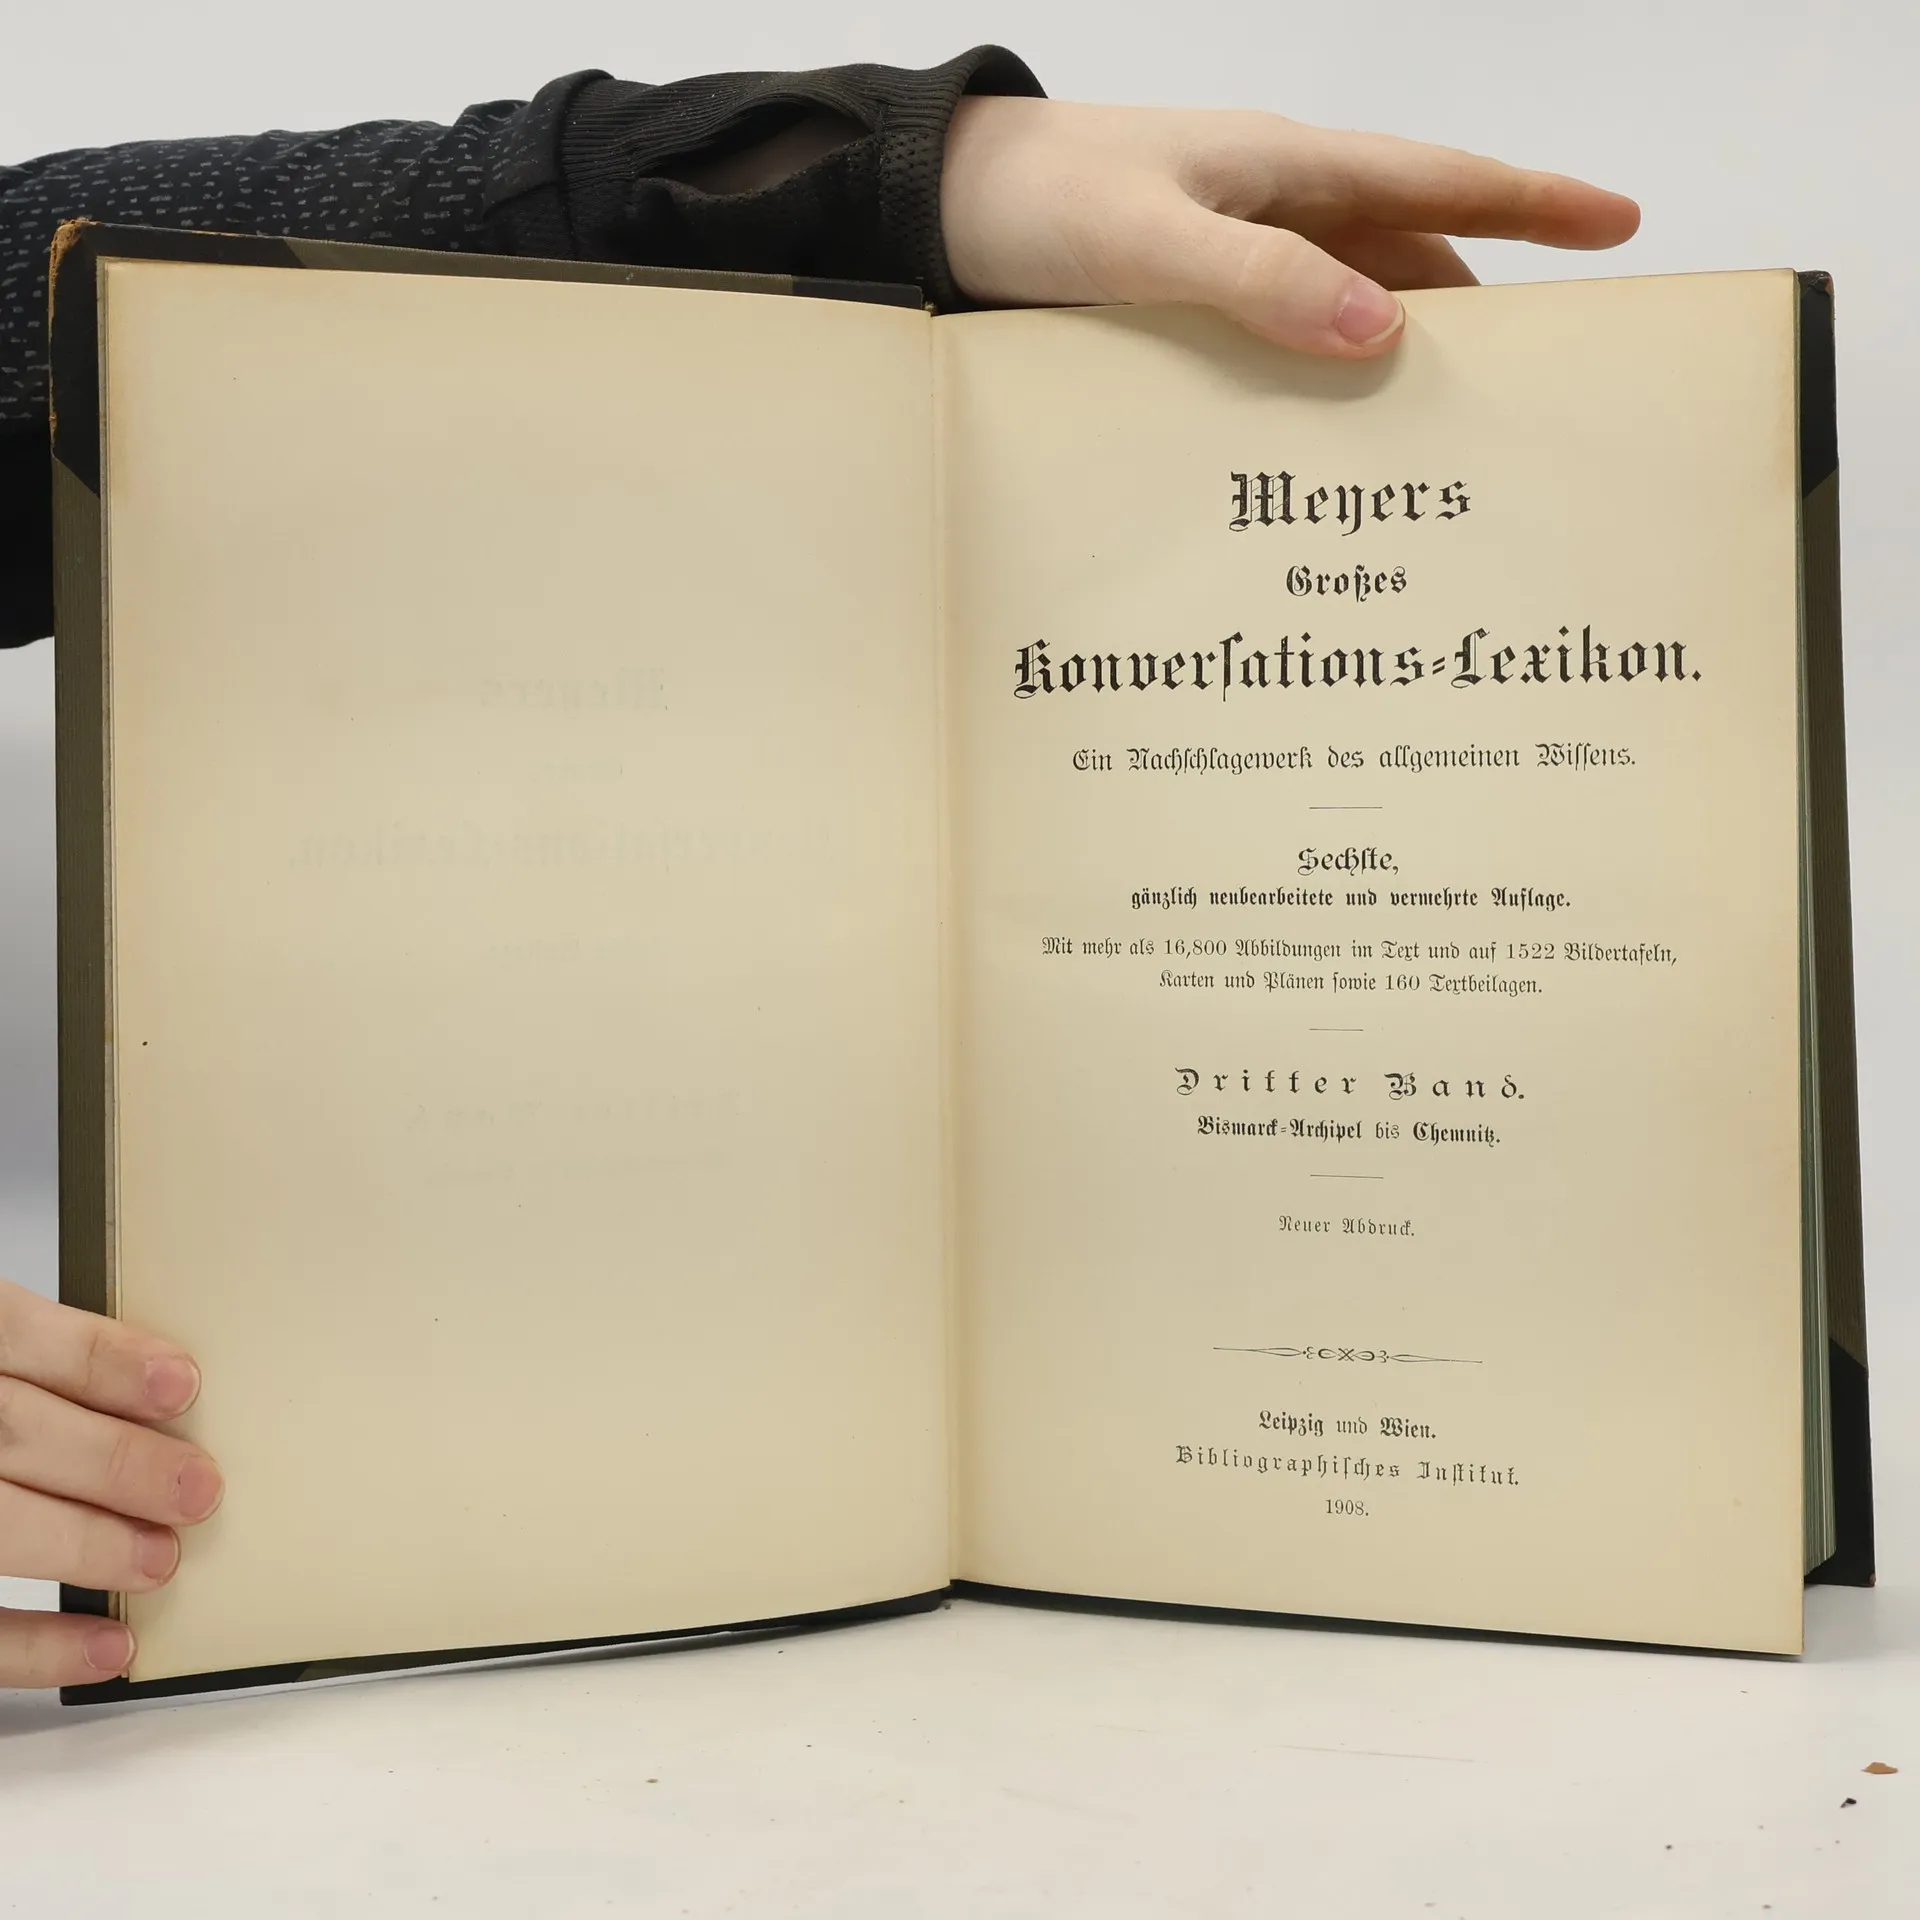 Meyers
Großes
Konverſations-Lexikon.
Ein Nachſchlagewerk des allgemeinen Wiſſens.
Sechſte,
gänzlich neubearbeitete und vermehrte Auflage.
Mit mehr als 16,800 Abbildungen im Text und auf 1522 Bildertafeln,
Karten und Plänen ſowie 160 Textbeilagen.
Dritter Band.
Bismarck-Archipel bis Chemnitz.
Neuer Abdruck.
Leipzig und Wien.
Bibliographiſches Inſtitut.
1908.